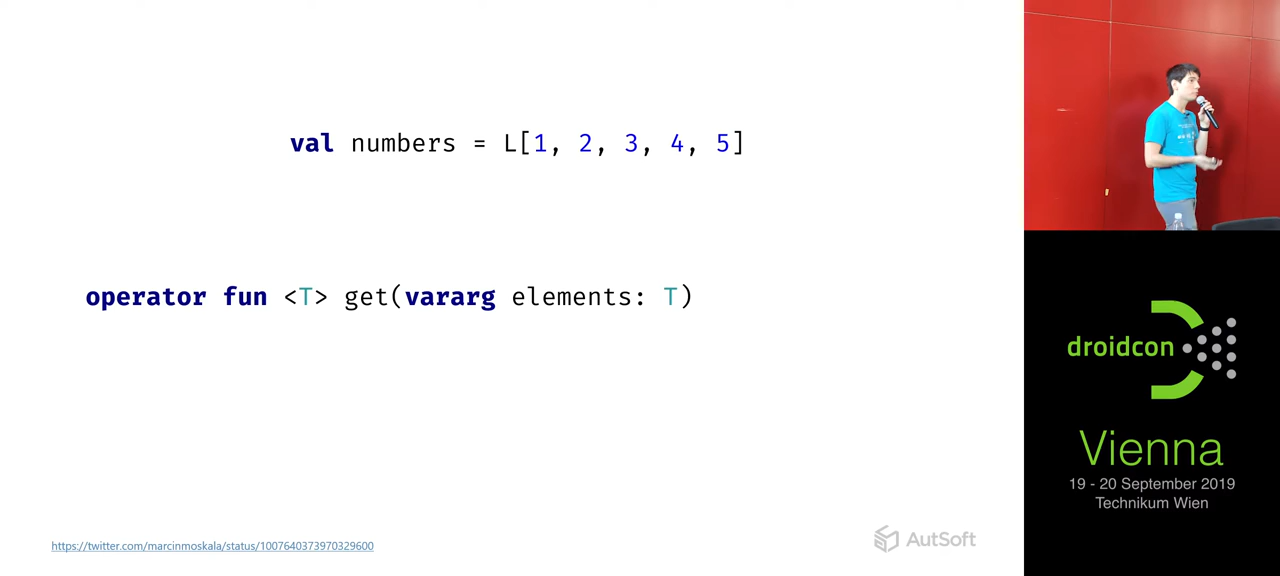 val numbers = L[1, 2, 3, 4, 5]
operator fun <T> get(vararg elements: T)
https://twitter.com/marcinmoskala/status/1007640373970329600
AutSoft
droidcon
Vienna
19 - 20 September 2019
Technikum Wien